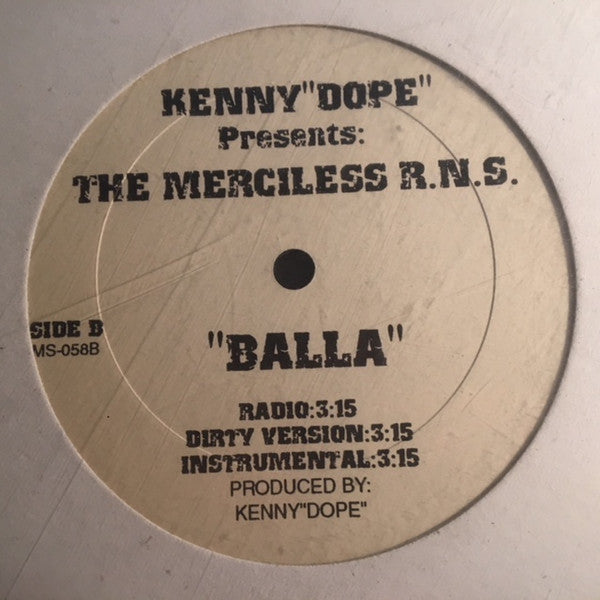 KENNY"DOPE"
Presents:
THE MERCILESS R.N.S.
SIDE B
MS-058B
"BALLA"
RADIO:3:15
DIRTY VERSION:3:15
INSTRUMENTAL:3:15
PRODUCED BY:
KENNY"DOPE"